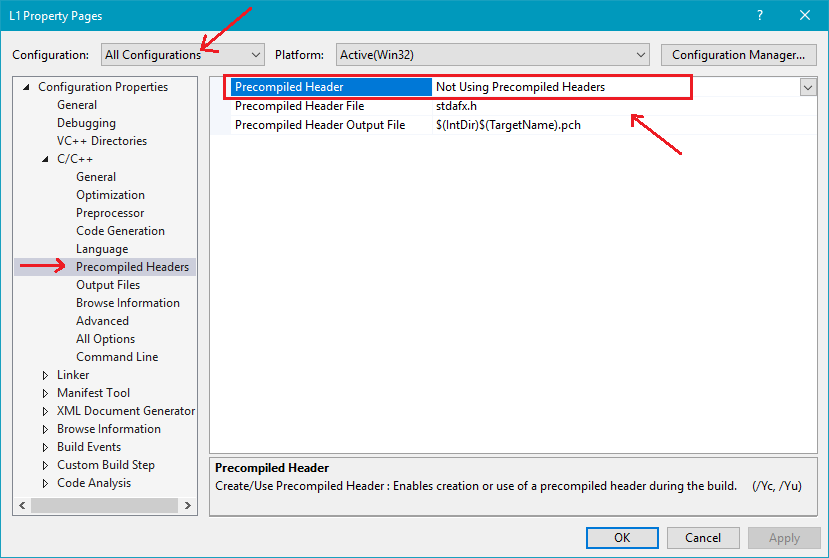 L1 Property Pages
? 
Configuration: All Configurations Platform: Active(Win32) Configuration Manager...
Configuration Properties
General
Debugging
VC++ Directories
C/C++
General
Optimization
Preprocessor
Code Generation
Language
Precompiled Headers
Output Files
Browse Information
Advanced
All Options
Command Line
Linker
Manifest Tool
XML Document Generator
Browse Information
Build Events
Custom Build Step
Code Analysis
Precompiled Header Not Using Precompiled Headers
Precompiled Header File stdafx.h
Precompiled Header Output File $(IntDir)$(TargetName).pch
Precompiled Header
Create/Use Precompiled Header : Enables creation or use of a precompiled header during the build. (/Yc, /Yu)
OK Cancel Apply